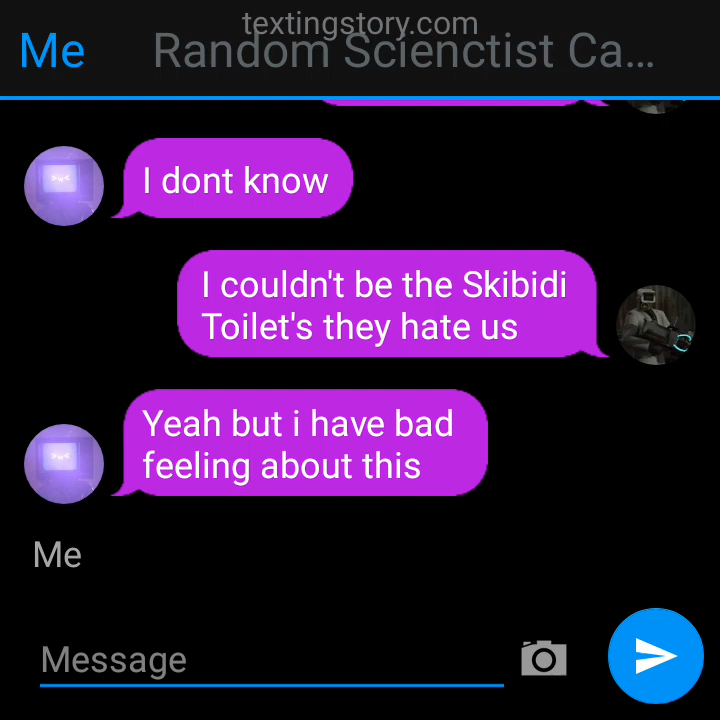 textingstory.com
Me Random Scienctist Ca...
I dont know
I couldn't be the Skibidi
Toilet's they hate us
Yeah but i have bad
feeling about this
Me
Message